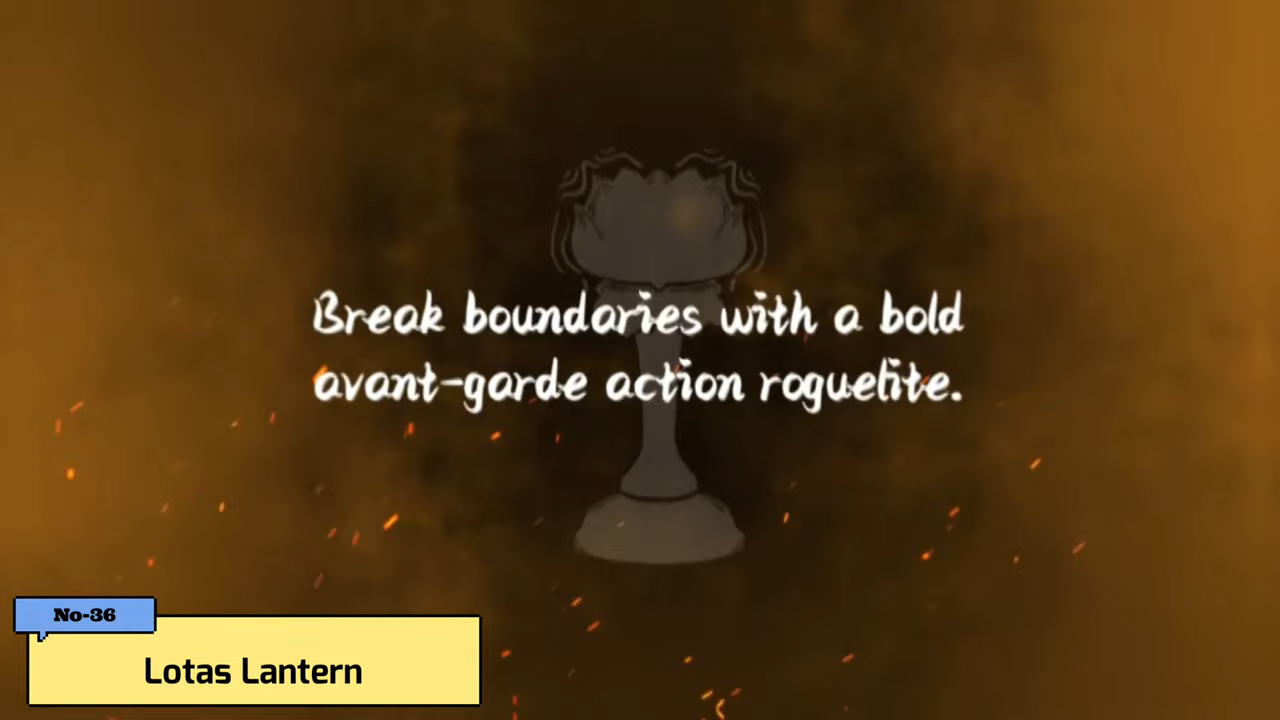 Break boundaries with a bold
avant-garde action roguelite.
No-36
Lotas Lantern